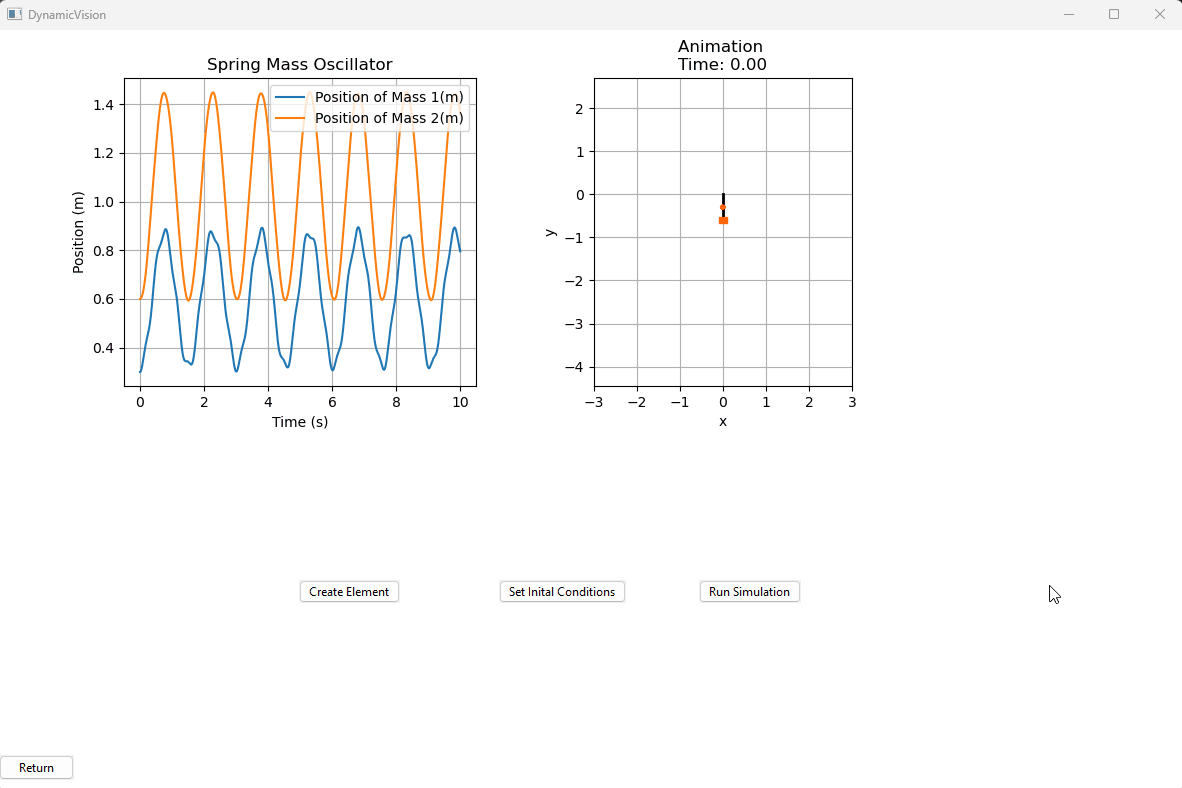 DynamicVision
Spring Mass Oscillator
Position of Mass 1(m)
Position of Mass 2(m)
1.4
1.2
1.0
0.8
0.6
0.4
Position (m)
0 2 4 6 8 10
Time (s)
Animation
Time: 0.00
2
1
0
−1
−2
−3
−4
y
−3 −2 −1 0 1 2 3
x
Create Element
Set Inital Conditions
Run Simulation
Return